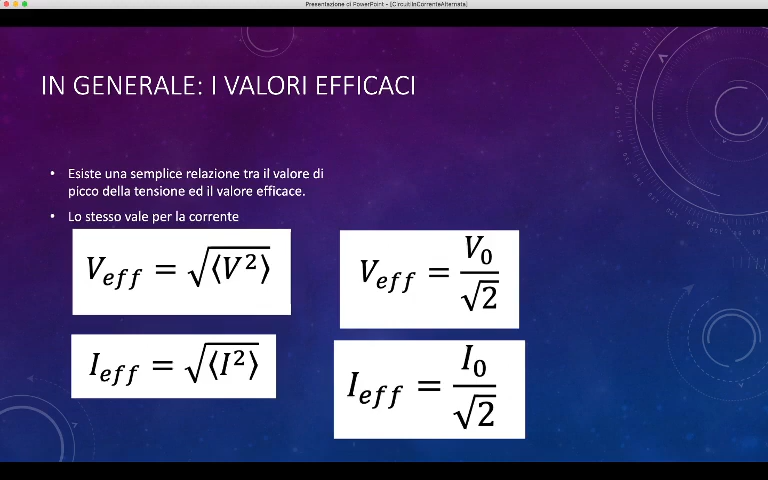 Presentazione di PowerPoint - [CircuitiInCorrenteAlternata]
IN GENERALE: I VALORI EFFICACI
• Esiste una semplice relazione tra il valore di
picco della tensione ed il valore efficace.
• Lo stesso vale per la corrente
V_eff = √⟨V²⟩
V_eff = V₀/√2
I_eff = √⟨I²⟩
I_eff = I₀/√2